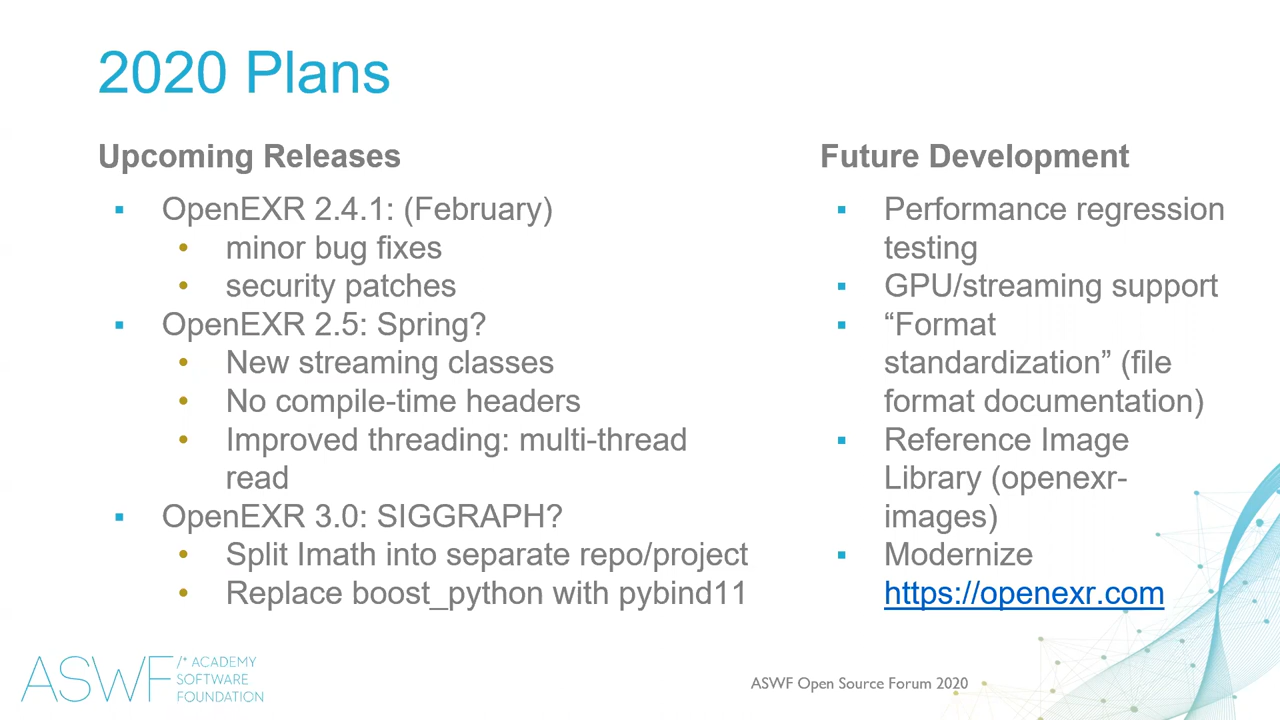 2020 Plans
Upcoming Releases
▪ OpenEXR 2.4.1: (February)
• minor bug fixes
• security patches
▪ OpenEXR 2.5: Spring?
• New streaming classes
• No compile-time headers
• Improved threading: multi-thread
read
▪ OpenEXR 3.0: SIGGRAPH?
• Split Imath into separate repo/project
• Replace boost_python with pybind11
Future Development
▪ Performance regression
testing
▪ GPU/streaming support
▪ “Format
standardization” (file
format documentation)
▪ Reference Image
Library (openexr-
images)
▪ Modernize
https://openexr.com
ASWF /* ACADEMY
SOFTWARE
FOUNDATION
ASWF Open Source Forum 2020